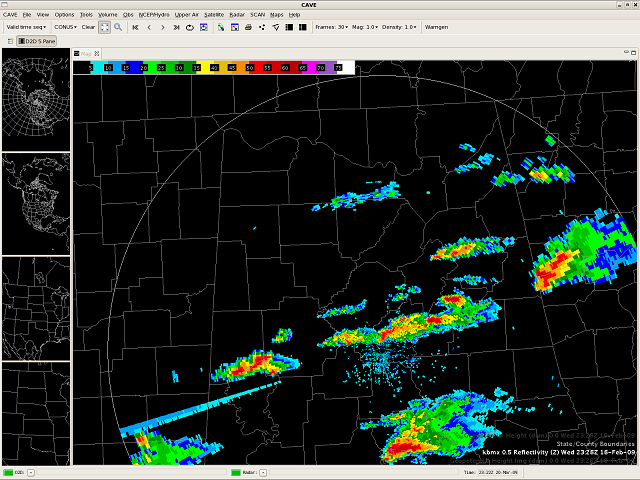 CAVE
CAVE File View Options Tools Volume Obs NCEP/Hydro Upper Air Satellite Radar SCAN Maps Help
Valid time seq CONUS Clear Frames: 30 Mag: 1.0 Density: 1.0 Warngen
D2D 5 Pane
Map
5 10 15 20 25 30 35 40 45 50 55 60 65 70 75
State/County Boundaries
kbmx 0.5 Reflectivity (Z) Wed 23:26Z 18-Feb-09
D2D: Radar: Time: 23:22Z 20-Mar-09